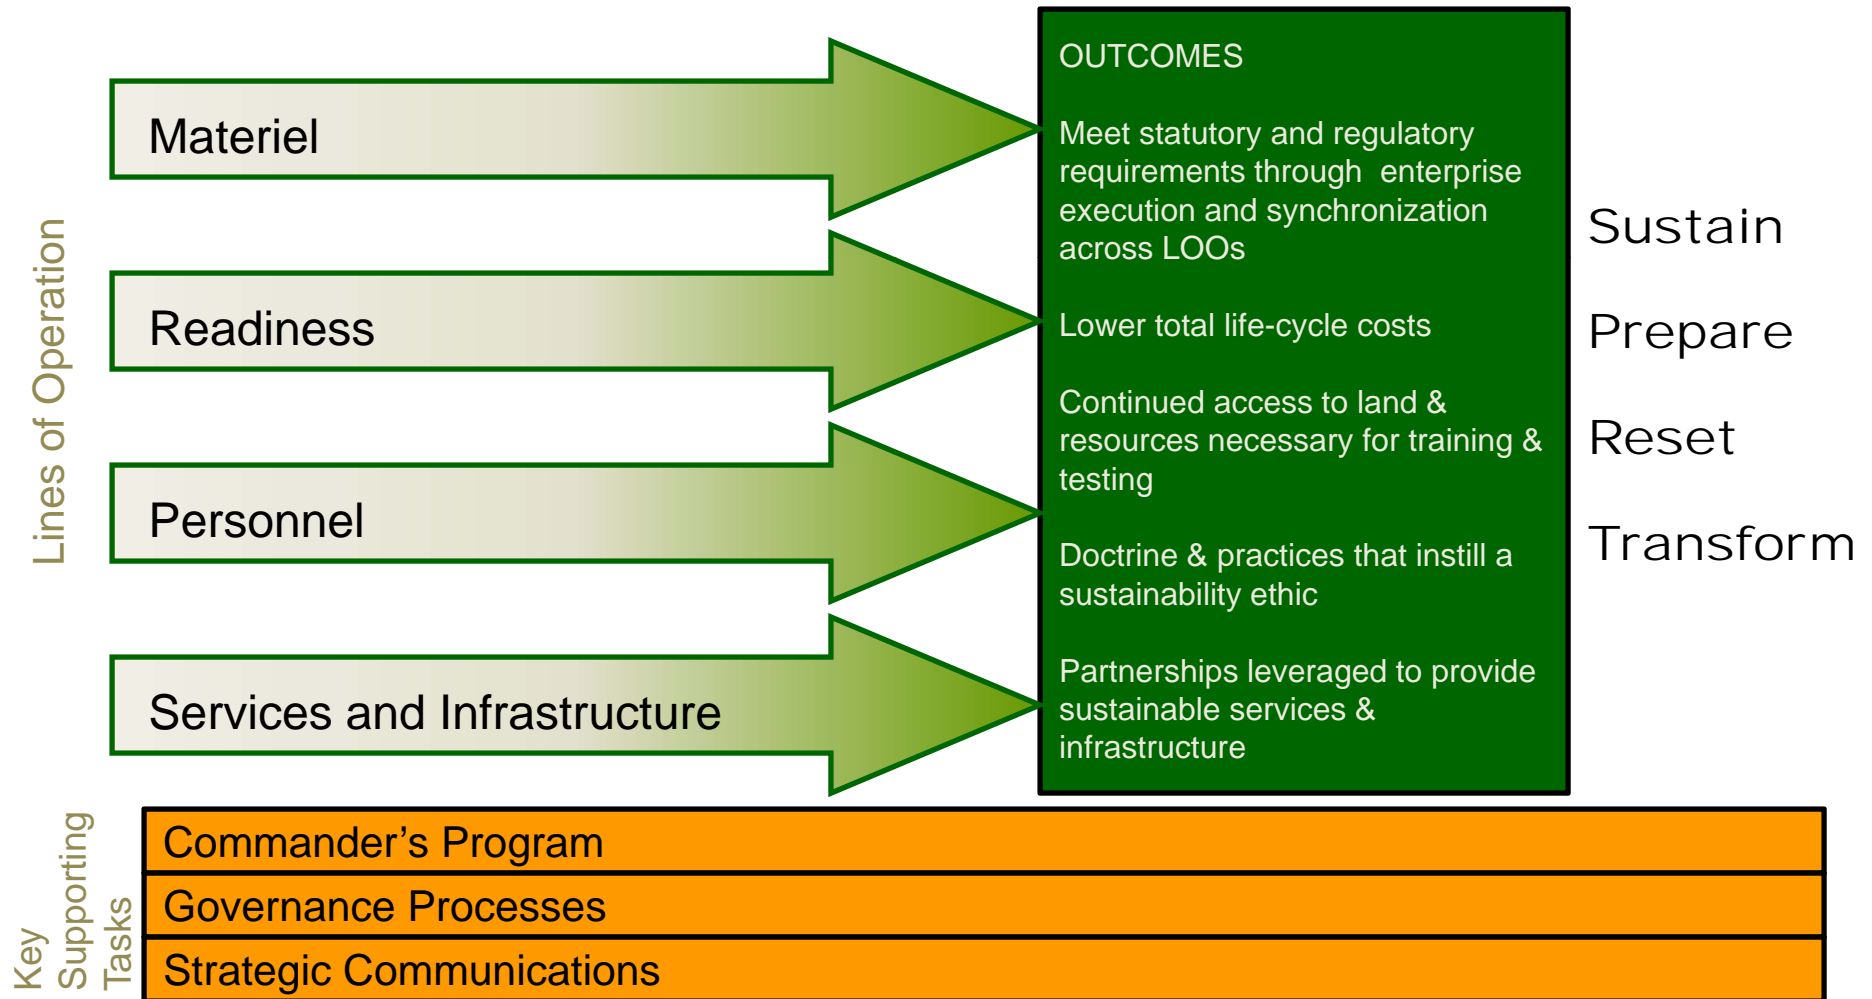 Lines of Operation
Materiel
Readiness
Personnel
Services and Infrastructure
OUTCOMES
Meet statutory and regulatory
requirements through  enterprise
execution and synchronization
across LOOs
Lower total life-cycle costs
Continued access to land &
resources necessary for training &
testing
Doctrine & practices that instill a
sustainability ethic
Partnerships leveraged to provide
sustainable services &
infrastructure
Sustain
Prepare
Reset
Transform
Key
Supporting
Tasks
Commander’s Program
Governance Processes
Strategic Communications